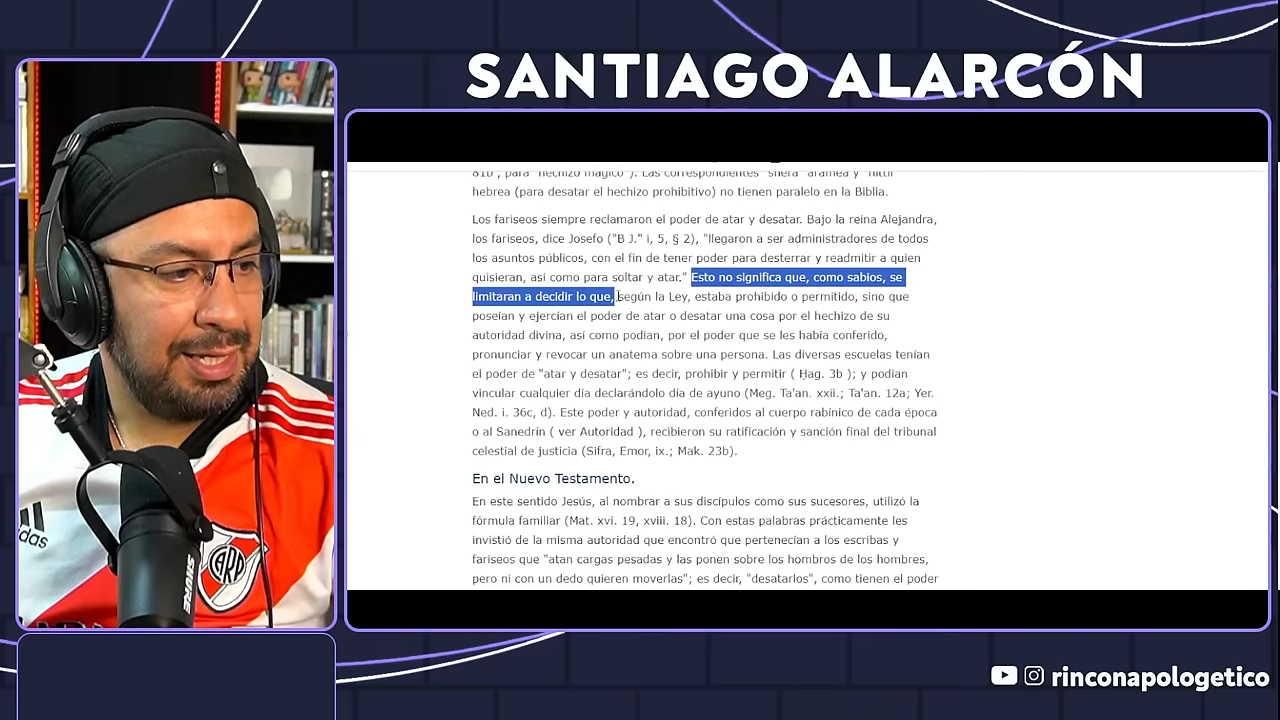 SANTIAGO ALARCÓN
hebrea (para desatar el hechizo prohibitivo) no tienen paralelo en la Biblia.
Los fariseos siempre reclamaron el poder de atar y desatar. Bajo la reina Alejandra,
los fariseos, dice Josefo ("B J." i, 5, § 2), "llegaron a ser administradores de todos
los asuntos públicos, con el fin de tener poder para desterrar y readmitir a quien
quisieran, así como para soltar y atar." Esto no significa que, como sabios, se
limitaran a decidir lo que, según la Ley, estaba prohibido o permitido, sino que
poseían y ejercían el poder de atar o desatar una cosa por el hechizo de su
autoridad divina, así como podían, por el poder que se les había conferido,
pronunciar y revocar un anatema sobre una persona. Las diversas escuelas tenían
el poder de "atar y desatar"; es decir, prohibir y permitir ( Ḥag. 3b ); y podían
vincular cualquier día declarándolo día de ayuno (Meg. Ta'an. xxii.; Ta'an. 12a; Yer.
Ned. i. 36c, d). Este poder y autoridad, conferidos al cuerpo rabínico de cada época
o al Sanedrín ( ver Autoridad ), recibieron su ratificación y sanción final del tribunal
celestial de justicia (Sifra, Emor, ix.; Mak. 23b).
En el Nuevo Testamento.
En este sentido Jesús, al nombrar a sus discípulos como sus sucesores, utilizó la
fórmula familiar (Mat. xvi. 19, xviii. 18). Con estas palabras prácticamente les
invistió de la misma autoridad que encontró que pertenecían a los escribas y
fariseos que "atan cargas pesadas y las ponen sobre los hombros de los hombres,
pero ni con un dedo quieren moverlas"; es decir, "desatarlos", como tienen el poder
adidas
CARP
SHURE
rinconapologetico